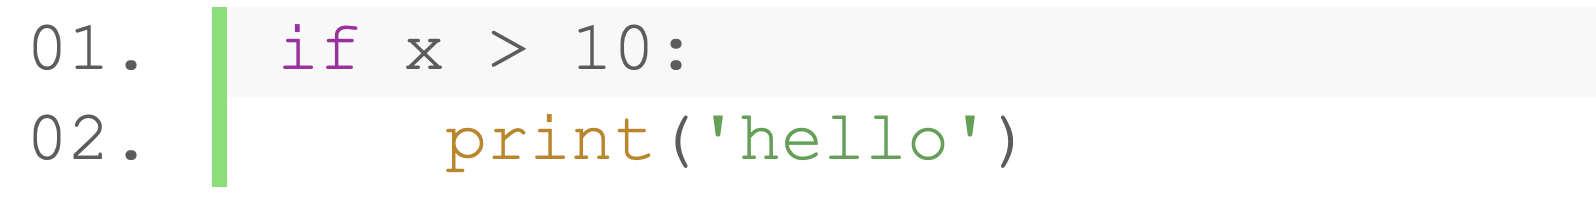 01. if x > 10:
02.     print('hello')